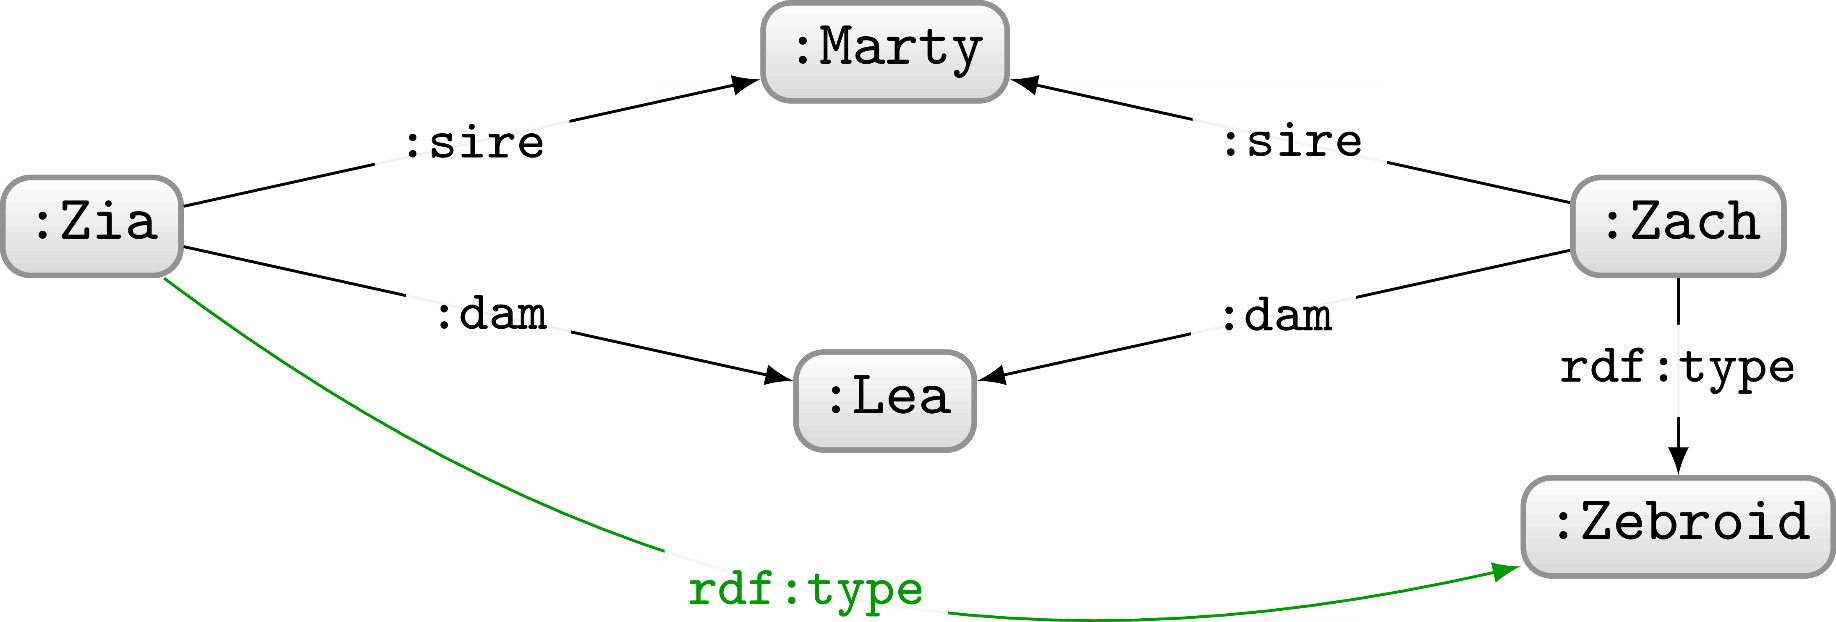 :Marty
:sire
:sire
:Zia
:Zach
:dam
:dam
rdf:type
:Lea
:Zebroid
rdf:type